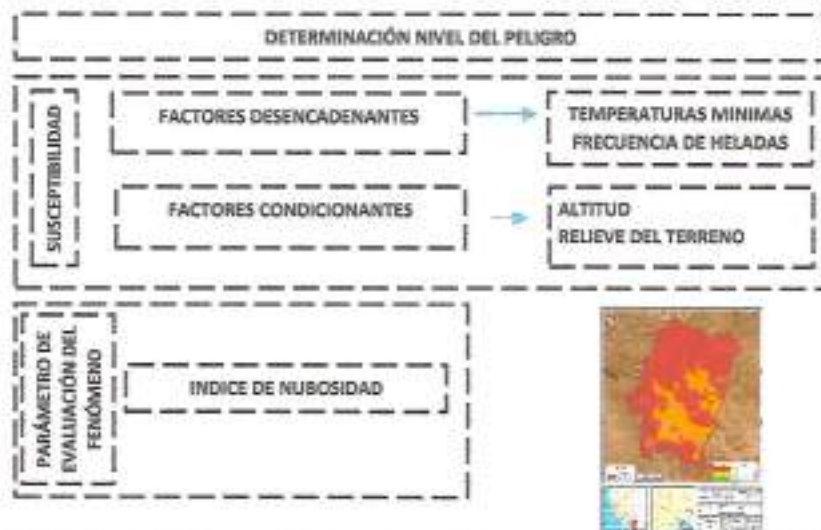 DETERMINACIÓN NIVEL DEL PELIGRO
SUSCEPTIBILIDAD
FACTORES DESENCADENANTES
TEMPERATURAS MINIMAS
FRECUENCIA DE HELADAS
FACTORES CONDICIONANTES
ALTITUD
RELIEVE DEL TERRENO
PARÁMETRO DE
EVALUACIÓN DEL
FENÓMENO
INDICE DE NUBOSIDAD